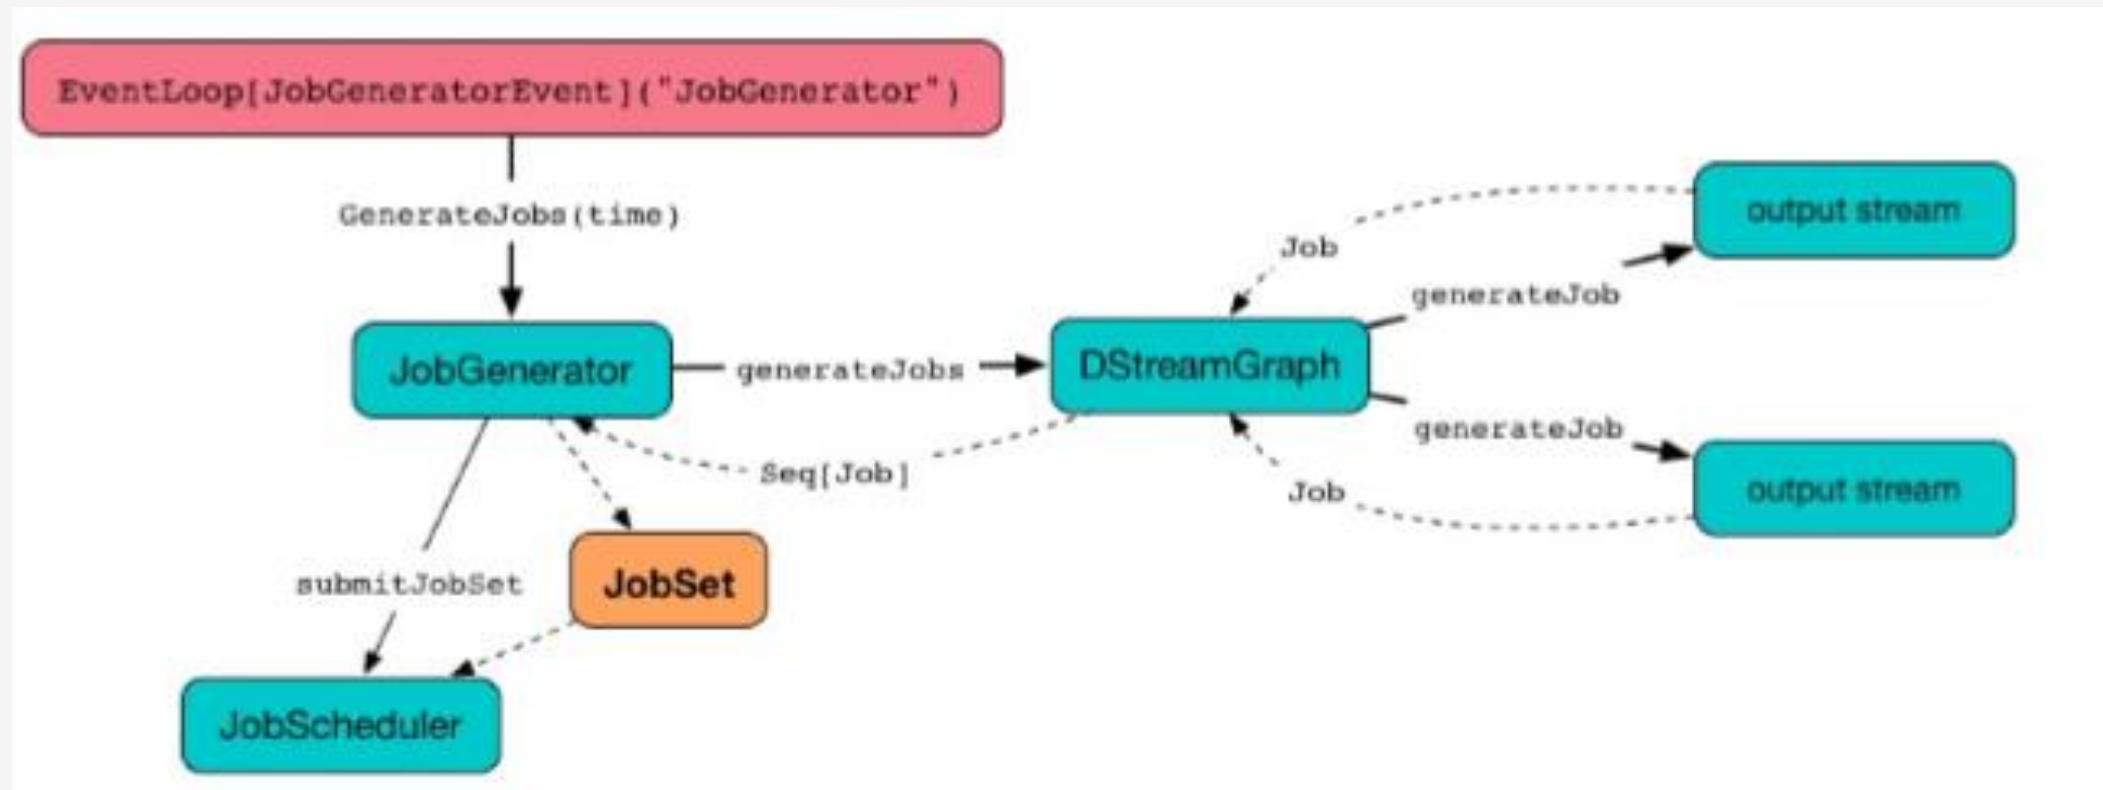 EventLoop[JobGeneratorEvent]("JobGenerator")
GenerateJobs(time)
output stream
Job
generateJob
JobGenerator
generateJobs
DStreamGraph
generateJob
Seq[Job]
output stream
Job
submitJobSet
JobSet
JobScheduler